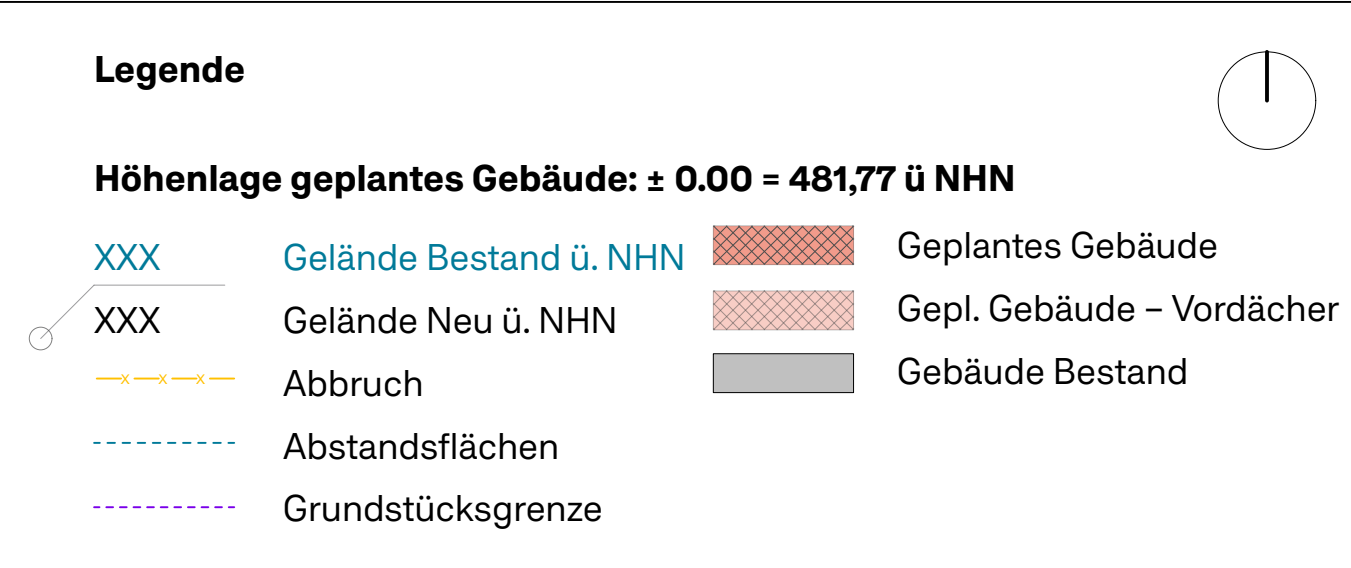 Legende
Höhenlage geplantes Gebäude: ± 0.00 = 481,77 ü NHN
XXX Gelände Bestand ü. NHN
XXX Gelände Neu ü. NHN
x x x Abbruch
Abstandsflächen
Grundstücksgrenze
Geplantes Gebäude
Gepl. Gebäude – Vordächer
Gebäude Bestand